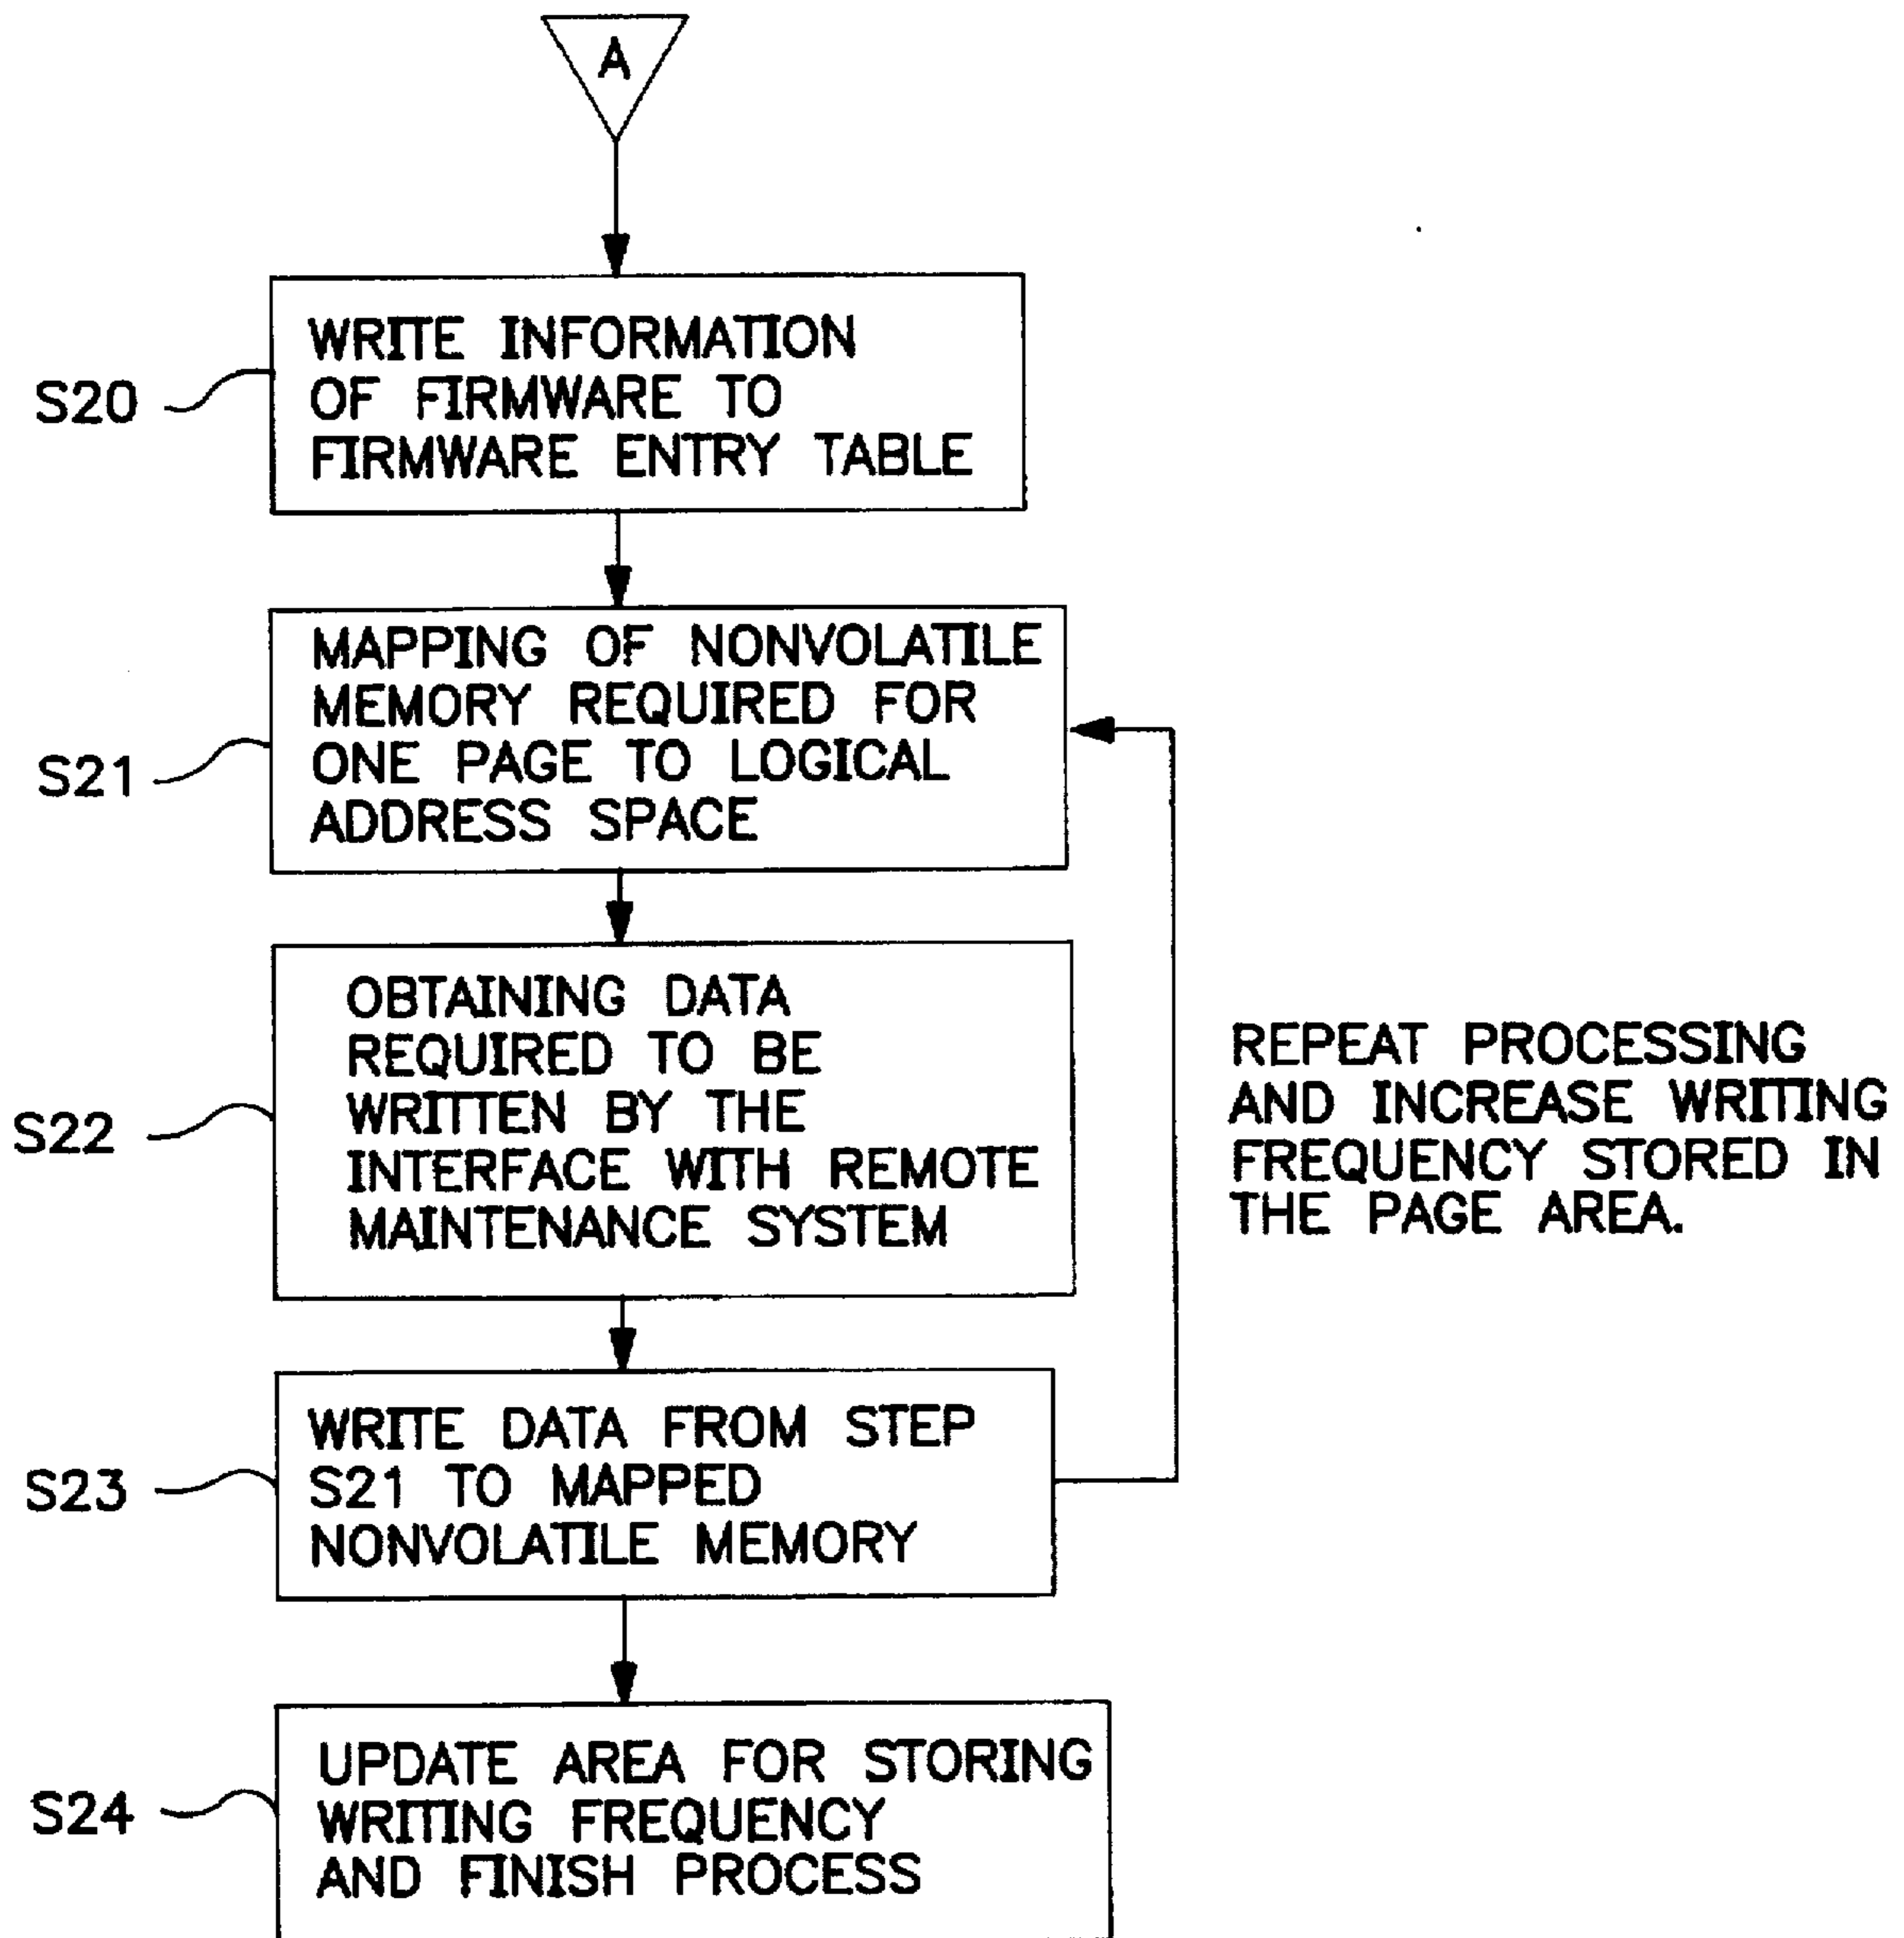 A
S20
WRITE INFORMATION
OF FIRMWARE TO
FIRMWARE ENTRY TABLE
S21
MAPPING OF NONVOLATILE
MEMORY REQUIRED FOR
ONE PAGE TO LOGICAL
ADDRESS SPACE
S22
OBTAINING DATA
REQUIRED TO BE
WRITTEN BY THE
INTERFACE WITH REMOTE
MAINTENANCE SYSTEM
REPEAT PROCESSING
AND INCREASE WRITING
FREQUENCY STORED IN
THE PAGE AREA.
S23
WRITE DATA FROM STEP
S21 TO MAPPED
NONVOLATILE MEMORY
S24
UPDATE AREA FOR STORING
WRITING FREQUENCY
AND FINISH PROCESS